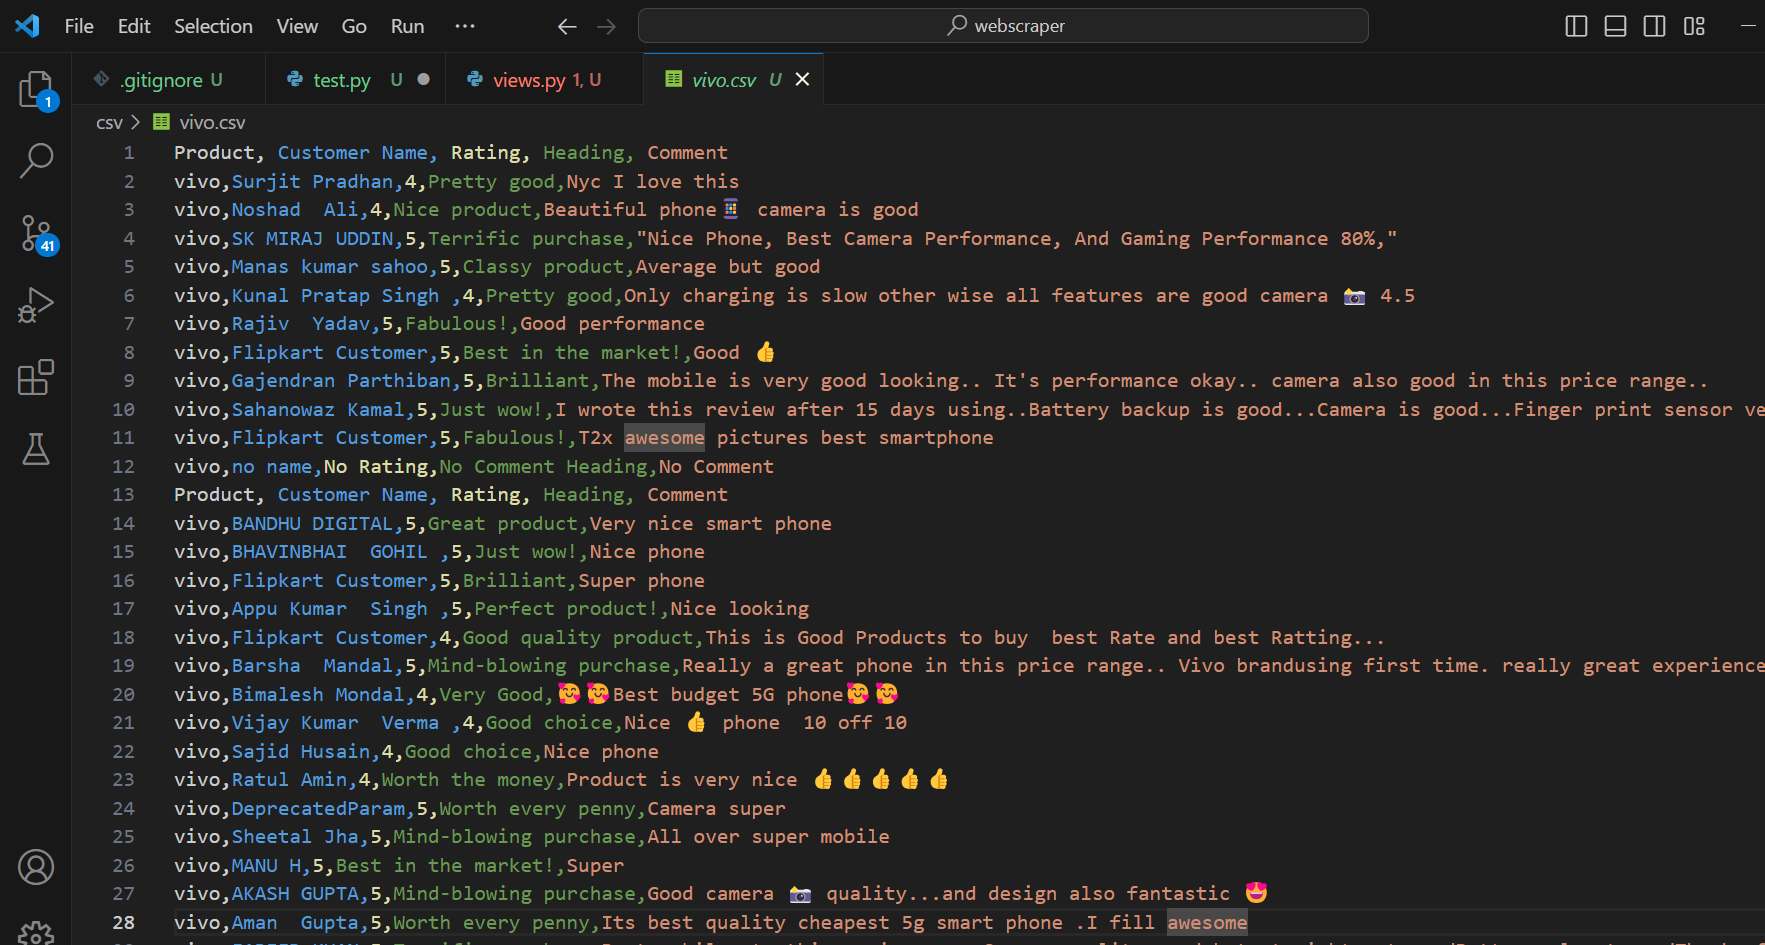 File Edit Selection View Go Run ··· ← → webscraper
.gitignore U test.py U ● views.py 1, U vivo.csv U ×
csv > vivo.csv
1
41
1 Product, Customer Name, Rating, Heading, Comment
2 vivo,Surjit Pradhan,4,Pretty good,Nyc I love this
3 vivo,Noshad  Ali,4,Nice product,Beautiful phone📱 camera is good
4 vivo,SK MIRAJ UDDIN,5,Terrific purchase,"Nice Phone, Best Camera Performance, And Gaming Performance 80%,"
5 vivo,Manas kumar sahoo,5,Classy product,Average but good
6 vivo,Kunal Pratap Singh ,4,Pretty good,Only charging is slow other wise all features are good camera 📸 4.5
7 vivo,Rajiv  Yadav,5,Fabulous!,Good performance
8 vivo,Flipkart Customer,5,Best in the market!,Good 👍
9 vivo,Gajendran Parthiban,5,Brilliant,The mobile is very good looking.. It's performance okay.. camera also good in this price range..
10 vivo,Sahanowaz Kamal,5,Just wow!,I wrote this review after 15 days using..Battery backup is good...Camera is good...Finger print sensor ve
11 vivo,Flipkart Customer,5,Fabulous!,T2x awesome pictures best smartphone
12 vivo,no name,No Rating,No Comment Heading,No Comment
13 Product, Customer Name, Rating, Heading, Comment
14 vivo,BANDHU DIGITAL,5,Great product,Very nice smart phone
15 vivo,BHAVINBHAI  GOHIL ,5,Just wow!,Nice phone
16 vivo,Flipkart Customer,5,Brilliant,Super phone
17 vivo,Appu Kumar  Singh ,5,Perfect product!,Nice looking
18 vivo,Flipkart Customer,4,Good quality product,This is Good Products to buy  best Rate and best Ratting...
19 vivo,Barsha  Mandal,5,Mind-blowing purchase,Really a great phone in this price range.. Vivo brandusing first time. really great experience
20 vivo,Bimalesh Mondal,4,Very Good,🥰🥰Best budget 5G phone🥰🥰
21 vivo,Vijay Kumar  Verma ,4,Good choice,Nice 👍 phone  10 off 10
22 vivo,Sajid Husain,4,Good choice,Nice phone
23 vivo,Ratul Amin,4,Worth the money,Product is very nice 👍👍👍👍👍
24 vivo,DeprecatedParam,5,Worth every penny,Camera super
25 vivo,Sheetal Jha,5,Mind-blowing purchase,All over super mobile
26 vivo,MANU H,5,Best in the market!,Super
27 vivo,AKASH GUPTA,5,Mind-blowing purchase,Good camera 📸 quality...and design also fantastic 😍
28 vivo,Aman  Gupta,5,Worth every penny,Its best quality cheapest 5g smart phone .I fill awesome